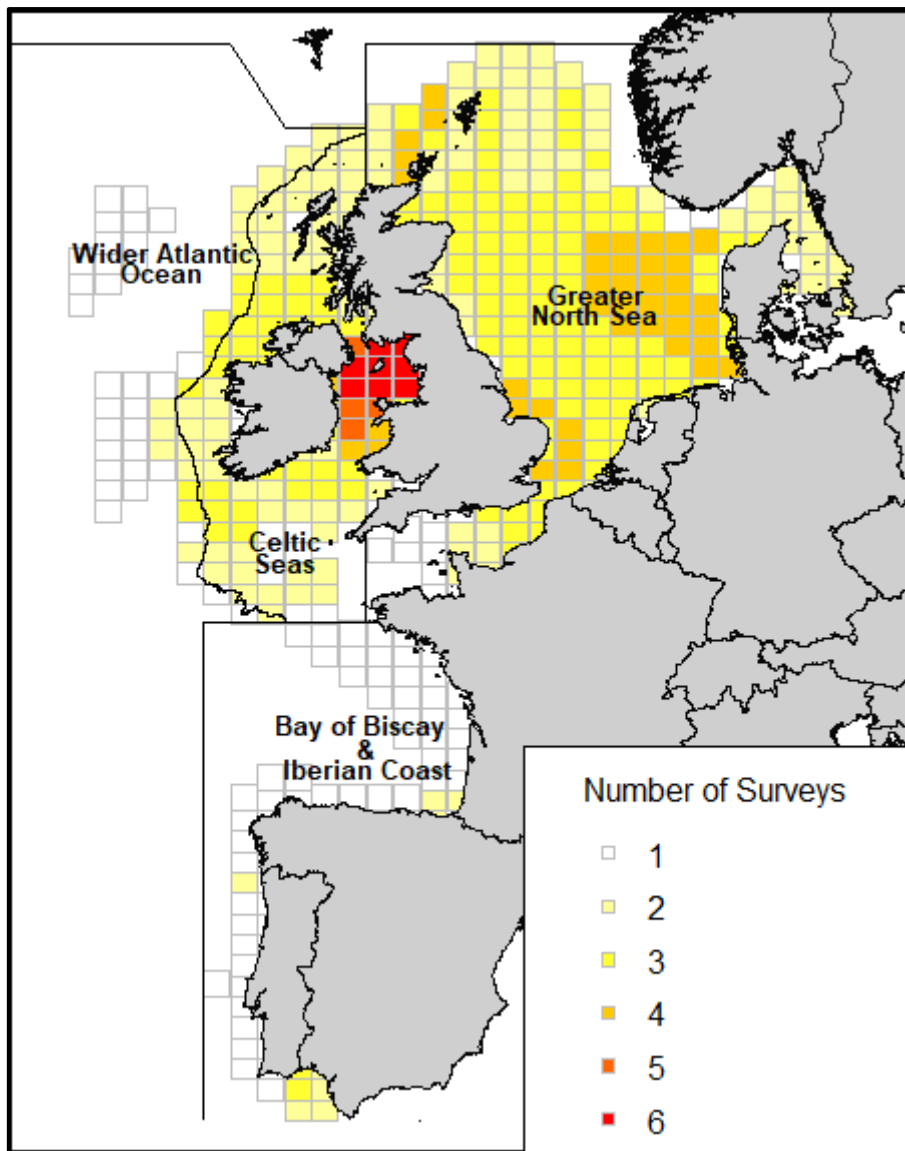 Wider Atlantic
Ocean
Greater
North Sea
Celtic
Seas
Bay of Biscay
&
Iberian Coast
Number of Surveys
1
2
3
4
5
6